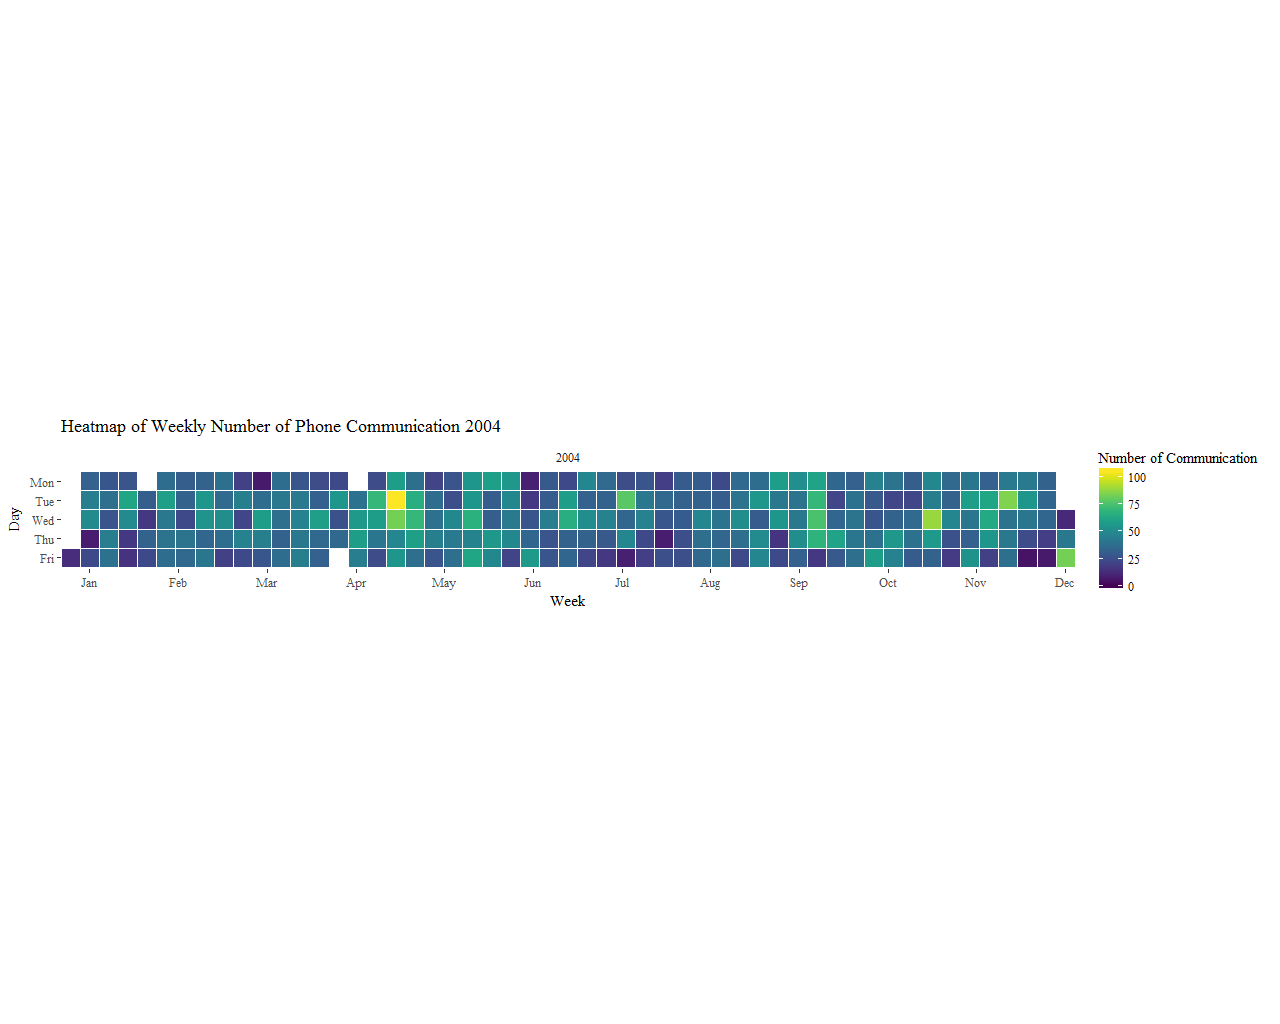 Heatmap of Weekly Number of Phone Communication 2004
2004
Number of Communication
Mon
Tue
Wed
Thu
Fri
Day
100
75
50
25
0
Jan Feb Mar Apr May Jun Jul Aug Sep Oct Nov Dec
Week